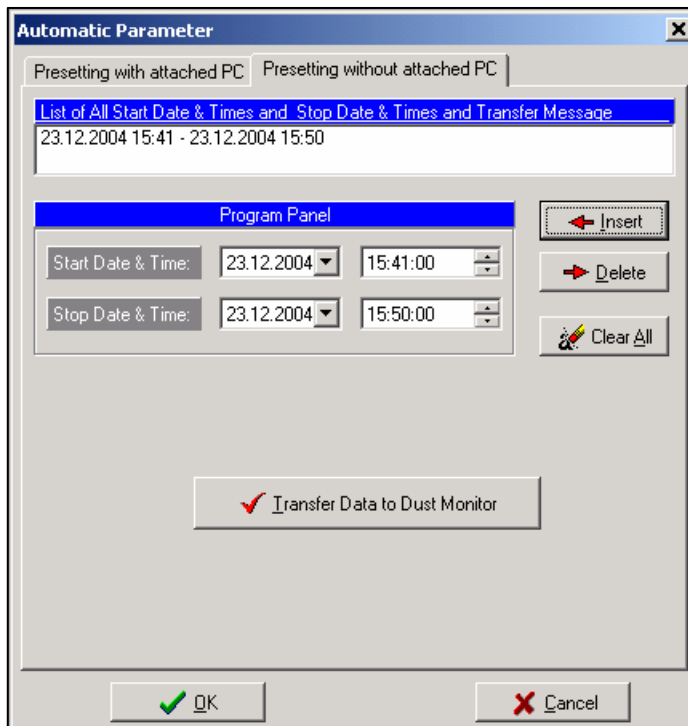 Automatic Parameter
Presetting with attached PC
Presetting without attached PC
List of All Start Date & Times and Stop Date & Times and Transfer Message
23.12.2004 15:41 - 23.12.2004 15:50
Program Panel
Start Date & Time: 23.12.2004 15:41:00
Stop Date & Time: 23.12.2004 15:50:00
Insert
Delete
Clear All
Transfer Data to Dust Monitor
OK
Cancel